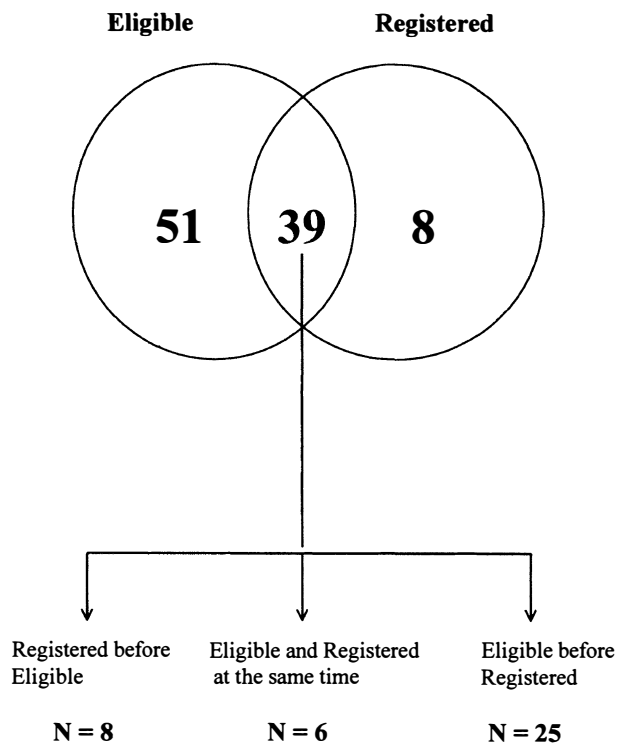 Eligible Registered
51 39 8
Registered before
Eligible
N = 8
Eligible and Registered
at the same time
N = 6
Eligible before
Registered
N = 25